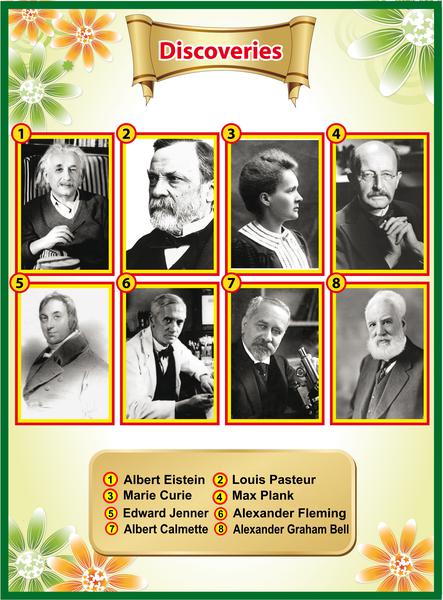 Discoveries
1 2 3 4
5 6 7 8
1 Albert Eistein 2 Louis Pasteur
3 Marie Curie 4 Max Plank
5 Edward Jenner 6 Alexander Fleming
7 Albert Calmette 8 Alexander Graham Bell